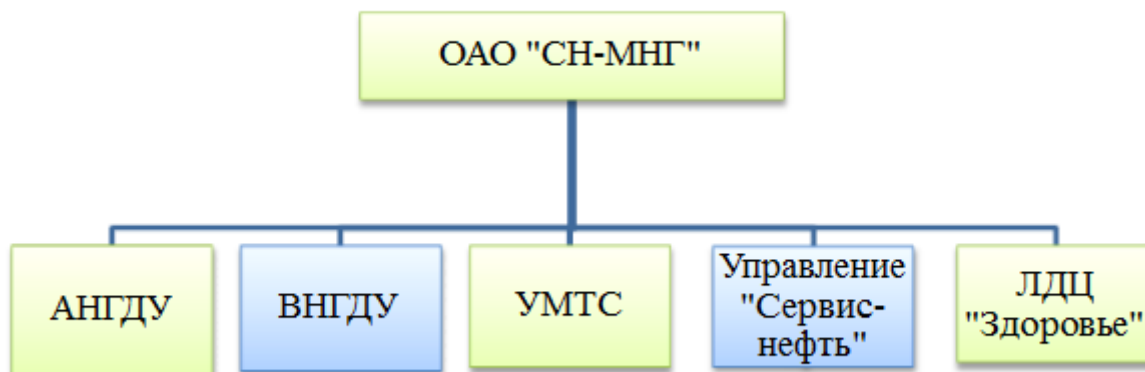 ОАО "СН-МНГ"
АНГДУ
ВНГДУ
УМТС
Управление
"Сервис-
нефть"
ЛДЦ
"Здоровье"